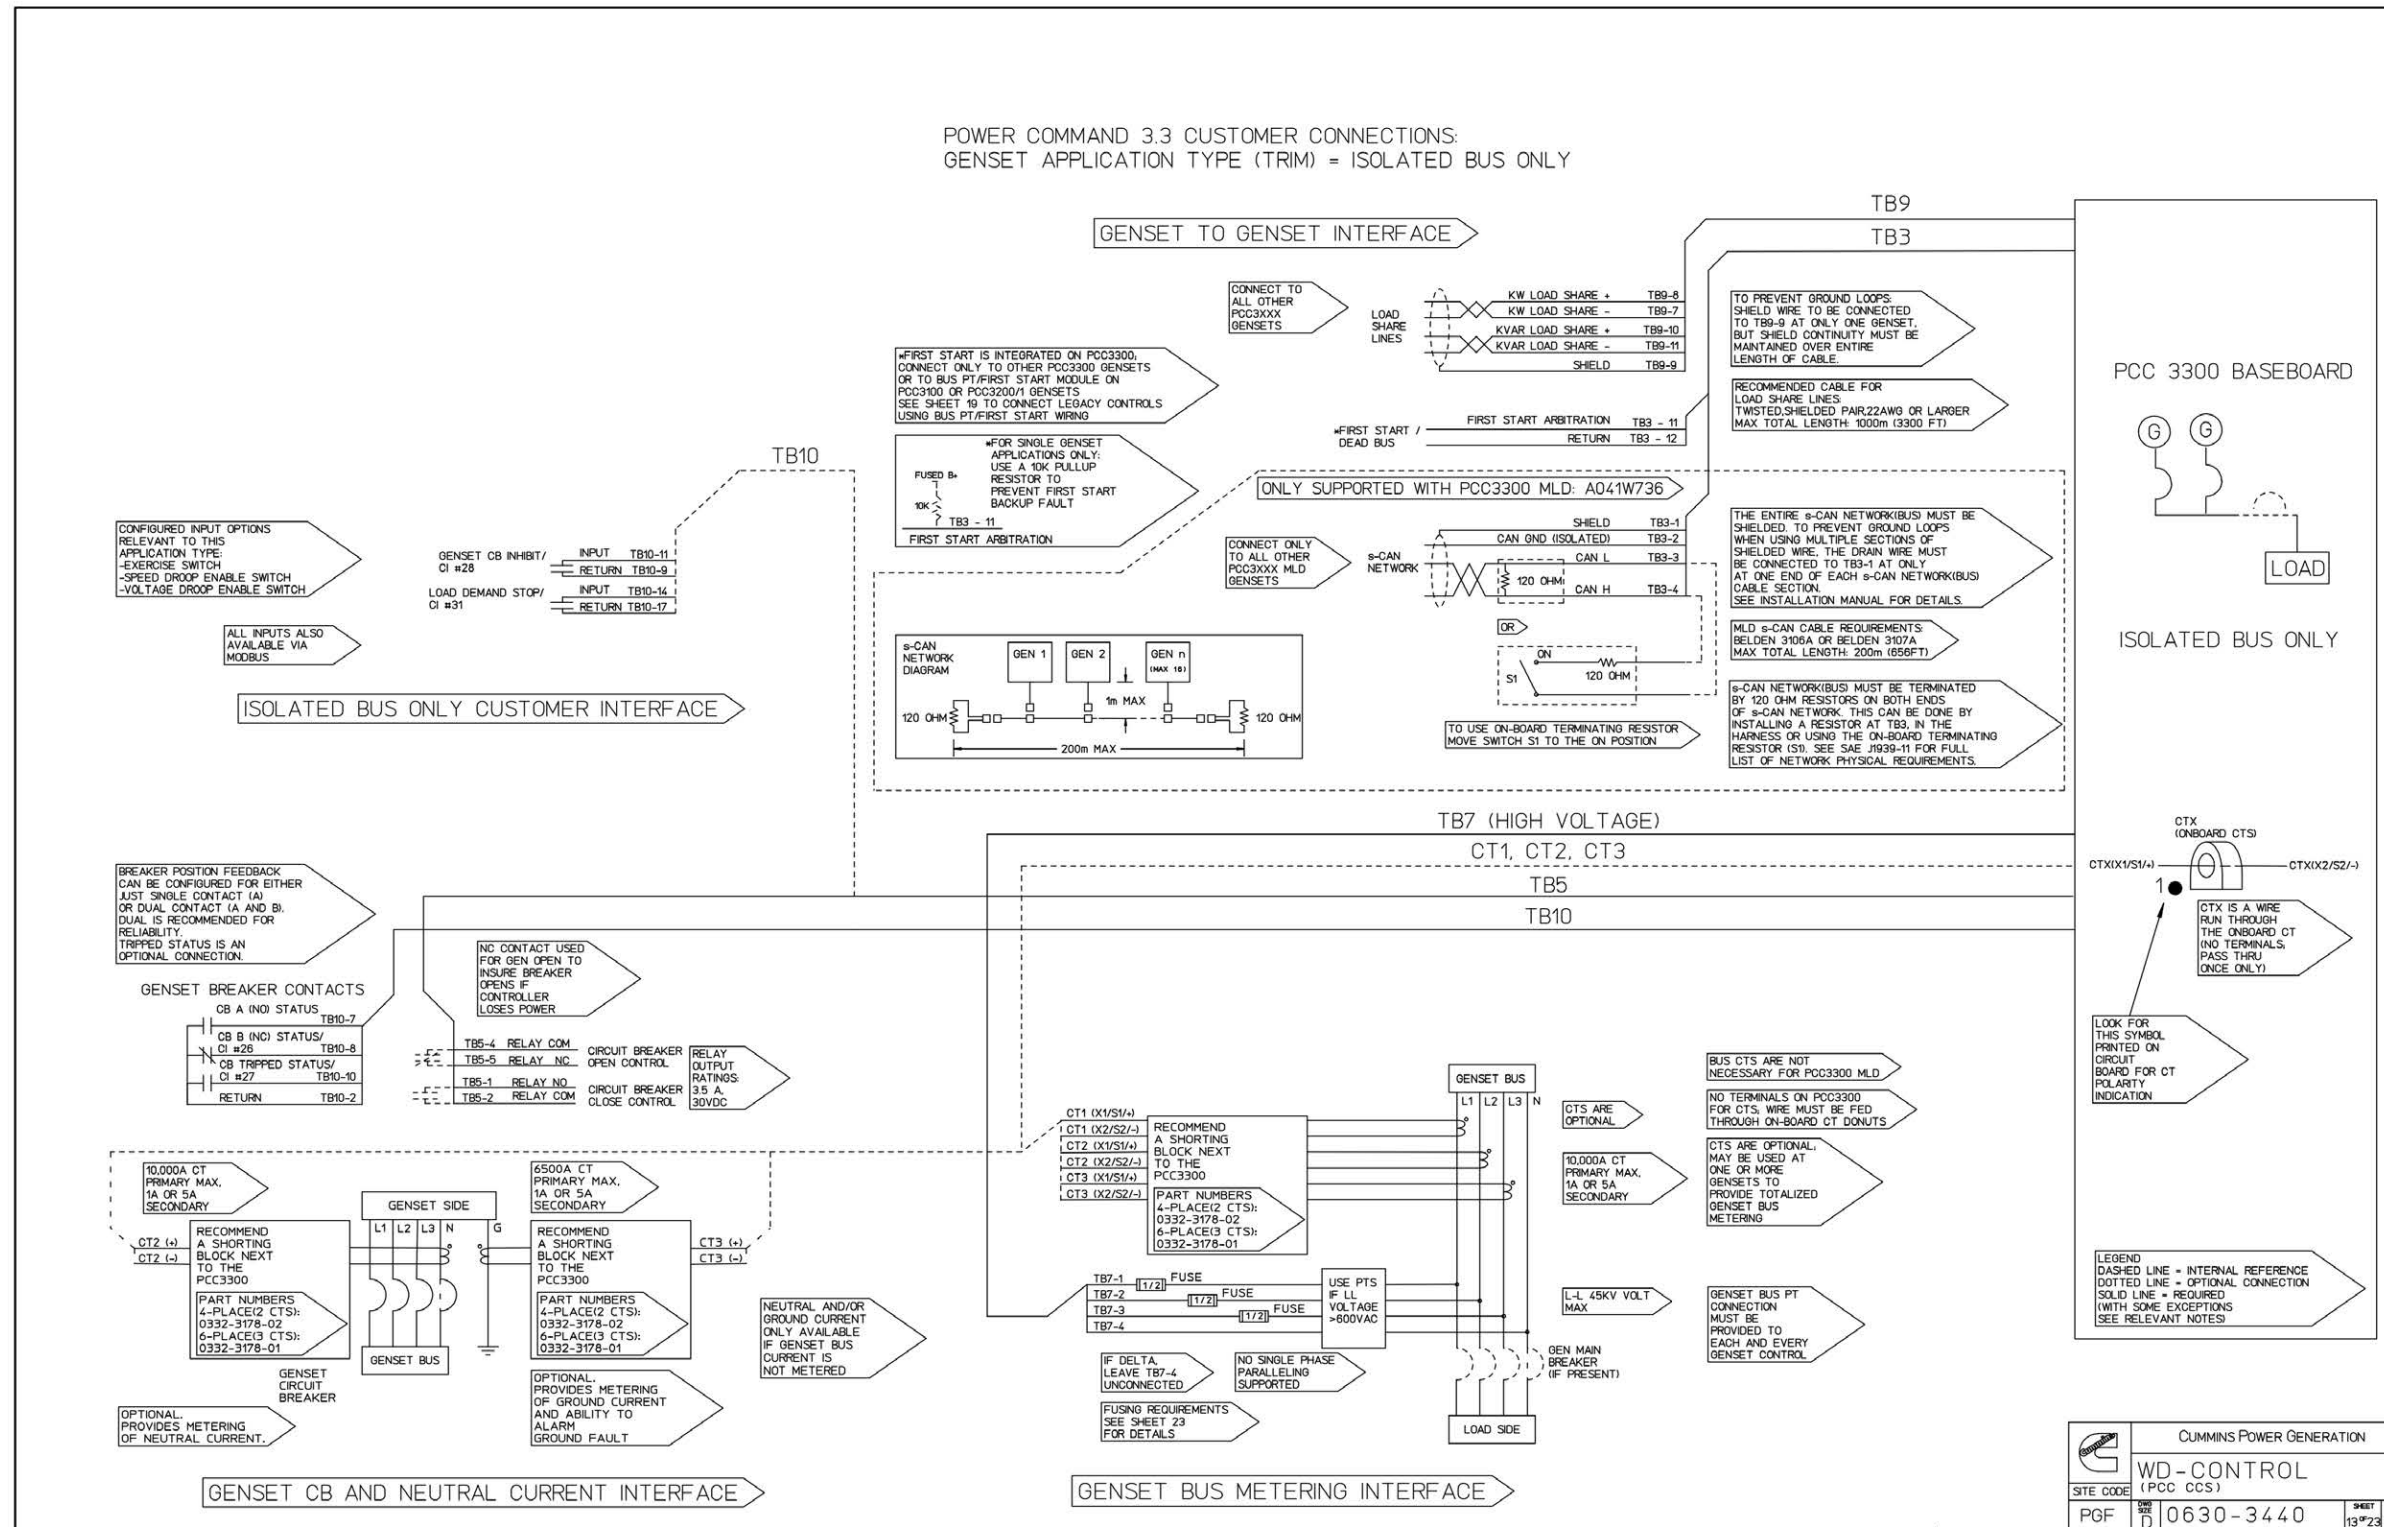 POWER COMMAND 3.3 CUSTOMER CONNECTIONS:
GENSET APPLICATION TYPE (TRIM) = ISOLATED BUS ONLY
GENSET TO GENSET INTERFACE
TB9
TB3
CONNECT TO
ALL OTHER
PCC3XXX
GENSETS
LOAD
SHARE
LINES
KW LOAD SHARE + TB9-8
KW LOAD SHARE - TB9-7
KVAR LOAD SHARE + TB9-10
KVAR LOAD SHARE - TB9-11
SHIELD TB9-9
TO PREVENT GROUND LOOPS:
SHIELD WIRE TO BE CONNECTED
TO TB9-9 AT ONLY ONE GENSET,
BUT SHIELD CONTINUITY MUST BE
MAINTAINED OVER ENTIRE
LENGTH OF CABLE.
RECOMMENDED CABLE FOR
LOAD SHARE LINES:
TWISTED,SHIELDED PAIR,22AWG OR LARGER
MAX TOTAL LENGTH: 1000m (3300 FT)
*FIRST START IS INTEGRATED ON PCC3300,
CONNECT ONLY TO OTHER PCC3300 GENSETS
OR TO BUS PT/FIRST START MODULE ON
PCC3100 OR PCC3200/1 GENSETS
SEE SHEET 19 TO CONNECT LEGACY CONTROLS
USING BUS PT/FIRST START WIRING
*FIRST START /
DEAD BUS
FIRST START ARBITRATION TB3 - 11
RETURN TB3 - 12
*FOR SINGLE GENSET
APPLICATIONS ONLY:
USE A 10K PULLUP
RESISTOR TO
PREVENT FIRST START
BACKUP FAULT
FUSED B+
10K
TB3 - 11
FIRST START ARBITRATION
ONLY SUPPORTED WITH PCC3300 MLD: A041W736
CONNECT ONLY
TO ALL OTHER
PCC3XXX MLD
GENSETS
s-CAN
NETWORK
SHIELD TB3-1
CAN GND (ISOLATED) TB3-2
CAN L TB3-3
120 OHM
CAN H TB3-4
OR
ON
S1
120 OHM
TO USE ON-BOARD TERMINATING RESISTOR
MOVE SWITCH S1 TO THE ON POSITION
THE ENTIRE s-CAN NETWORK(BUS) MUST BE
SHIELDED. TO PREVENT GROUND LOOPS
WHEN USING MULTIPLE SECTIONS OF
SHIELDED WIRE, THE DRAIN WIRE MUST
BE CONNECTED TO TB3-1 AT ONLY
AT ONE END OF EACH s-CAN NETWORK(BUS)
CABLE SECTION.
SEE INSTALLATION MANUAL FOR DETAILS.
MLD s-CAN CABLE REQUIREMENTS:
BELDEN 3106A OR BELDEN 3107A
MAX TOTAL LENGTH: 200m (656FT)
s-CAN NETWORK(BUS) MUST BE TERMINATED
BY 120 OHM RESISTORS ON BOTH ENDS
OF s-CAN NETWORK. THIS CAN BE DONE BY
INSTALLING A RESISTOR AT TB3, IN THE
HARNESS OR USING THE ON-BOARD TERMINATING
RESISTOR (S1). SEE SAE J1939-11 FOR FULL
LIST OF NETWORK PHYSICAL REQUIREMENTS.
s-CAN
NETWORK
DIAGRAM
GEN 1
GEN 2
GEN n
(MAX 16)
1m MAX
120 OHM
120 OHM
200m MAX
TB10
CONFIGURED INPUT OPTIONS
RELEVANT TO THIS
APPLICATION TYPE:
-EXERCISE SWITCH
-SPEED DROOP ENABLE SWITCH
-VOLTAGE DROOP ENABLE SWITCH
GENSET CB INHIBIT/
CI #28
INPUT TB10-11
RETURN TB10-9
LOAD DEMAND STOP/
CI #31
INPUT TB10-14
RETURN TB10-17
ALL INPUTS ALSO
AVAILABLE VIA
MODBUS
ISOLATED BUS ONLY CUSTOMER INTERFACE
PCC 3300 BASEBOARD
G
G
LOAD
ISOLATED BUS ONLY
TB7 (HIGH VOLTAGE)
CT1, CT2, CT3
TB5
TB10
CTX
(ONBOARD CTS)
CTX(X1/S1/+)
CTX(X2/S2/-)
1
CTX IS A WIRE
RUN THROUGH
THE ONBOARD CT
(NO TERMINALS,
PASS THRU
ONCE ONLY)
LOOK FOR
THIS SYMBOL
PRINTED ON
CIRCUIT
BOARD FOR CT
POLARITY
INDICATION
LEGEND
DASHED LINE = INTERNAL REFERENCE
DOTTED LINE = OPTIONAL CONNECTION
SOLID LINE = REQUIRED
(WITH SOME EXCEPTIONS
SEE RELEVANT NOTES)
BREAKER POSITION FEEDBACK
CAN BE CONFIGURED FOR EITHER
JUST SINGLE CONTACT (A)
OR DUAL CONTACT (A AND B).
DUAL IS RECOMMENDED FOR
RELIABILITY.
TRIPPED STATUS IS AN
OPTIONAL CONNECTION.
GENSET BREAKER CONTACTS
CB A (NO) STATUS
TB10-7
CB B (NC) STATUS/
CI #26 TB10-8
CB TRIPPED STATUS/
CI #27 TB10-10
RETURN TB10-2
NC CONTACT USED
FOR GEN OPEN TO
INSURE BREAKER
OPENS IF
CONTROLLER
LOSES POWER
TB5-4 RELAY COM
TB5-5 RELAY NC
CIRCUIT BREAKER
OPEN CONTROL
TB5-1 RELAY NO
TB5-2 RELAY COM
CIRCUIT BREAKER
CLOSE CONTROL
RELAY
OUTPUT
RATINGS:
3.5 A,
30VDC
10,000A CT
PRIMARY MAX,
1A OR 5A
SECONDARY
6500A CT
PRIMARY MAX,
1A OR 5A
SECONDARY
GENSET SIDE
L1 L2 L3 N G
CT2 (+)
CT2 (-)
RECOMMEND
A SHORTING
BLOCK NEXT
TO THE
PCC3300
PART NUMBERS
4-PLACE(2 CTS):
0332-3178-02
6-PLACE(3 CTS):
0332-3178-01
RECOMMEND
A SHORTING
BLOCK NEXT
TO THE
PCC3300
PART NUMBERS
4-PLACE(2 CTS):
0332-3178-02
6-PLACE(3 CTS):
0332-3178-01
CT3 (+)
CT3 (-)
GENSET BUS
GENSET
CIRCUIT
BREAKER
OPTIONAL.
PROVIDES METERING
OF NEUTRAL CURRENT.
OPTIONAL.
PROVIDES METERING
OF GROUND CURRENT
AND ABILITY TO
ALARM
GROUND FAULT
NEUTRAL AND/OR
GROUND CURRENT
ONLY AVAILABLE
IF GENSET BUS
CURRENT IS
NOT METERED
GENSET CB AND NEUTRAL CURRENT INTERFACE
GENSET BUS
L1 L2 L3 N
CT1 (X1/S1/+)
CT1 (X2/S2/-)
CT2 (X1/S1/+)
CT2 (X2/S2/-)
CT3 (X1/S1/+)
CT3 (X2/S2/-)
RECOMMEND
A SHORTING
BLOCK NEXT
TO THE
PCC3300
PART NUMBERS
4-PLACE(2 CTS):
0332-3178-02
6-PLACE(3 CTS):
0332-3178-01
CTS ARE
OPTIONAL
10,000A CT
PRIMARY MAX,
1A OR 5A
SECONDARY
BUS CTS ARE NOT
NECESSARY FOR PCC3300 MLD
NO TERMINALS ON PCC3300
FOR CTS; WIRE MUST BE FED
THROUGH ON-BOARD CT DONUTS
CTS ARE OPTIONAL,
MAY BE USED AT
ONE OR MORE
GENSETS TO
PROVIDE TOTALIZED
GENSET BUS
METERING
TB7-1 1/2 FUSE
TB7-2 1/2 FUSE
TB7-3 1/2 FUSE
TB7-4
USE PTS
IF LL
VOLTAGE
>600VAC
L-L 45KV VOLT
MAX
GENSET BUS PT
CONNECTION
MUST BE
PROVIDED TO
EACH AND EVERY
GENSET CONTROL
IF DELTA,
LEAVE TB7-4
UNCONNECTED
NO SINGLE PHASE
PARALLELING
SUPPORTED
GEN MAIN
BREAKER
(IF PRESENT)
FUSING REQUIREMENTS
SEE SHEET 23
FOR DETAILS
LOAD SIDE
GENSET BUS METERING INTERFACE
Cummins
CUMMINS POWER GENERATION
WD-CONTROL
SITE CODE (PCC CCS)
PGF
DWG SIZE D
0630-3440
SHEET
13 OF 23